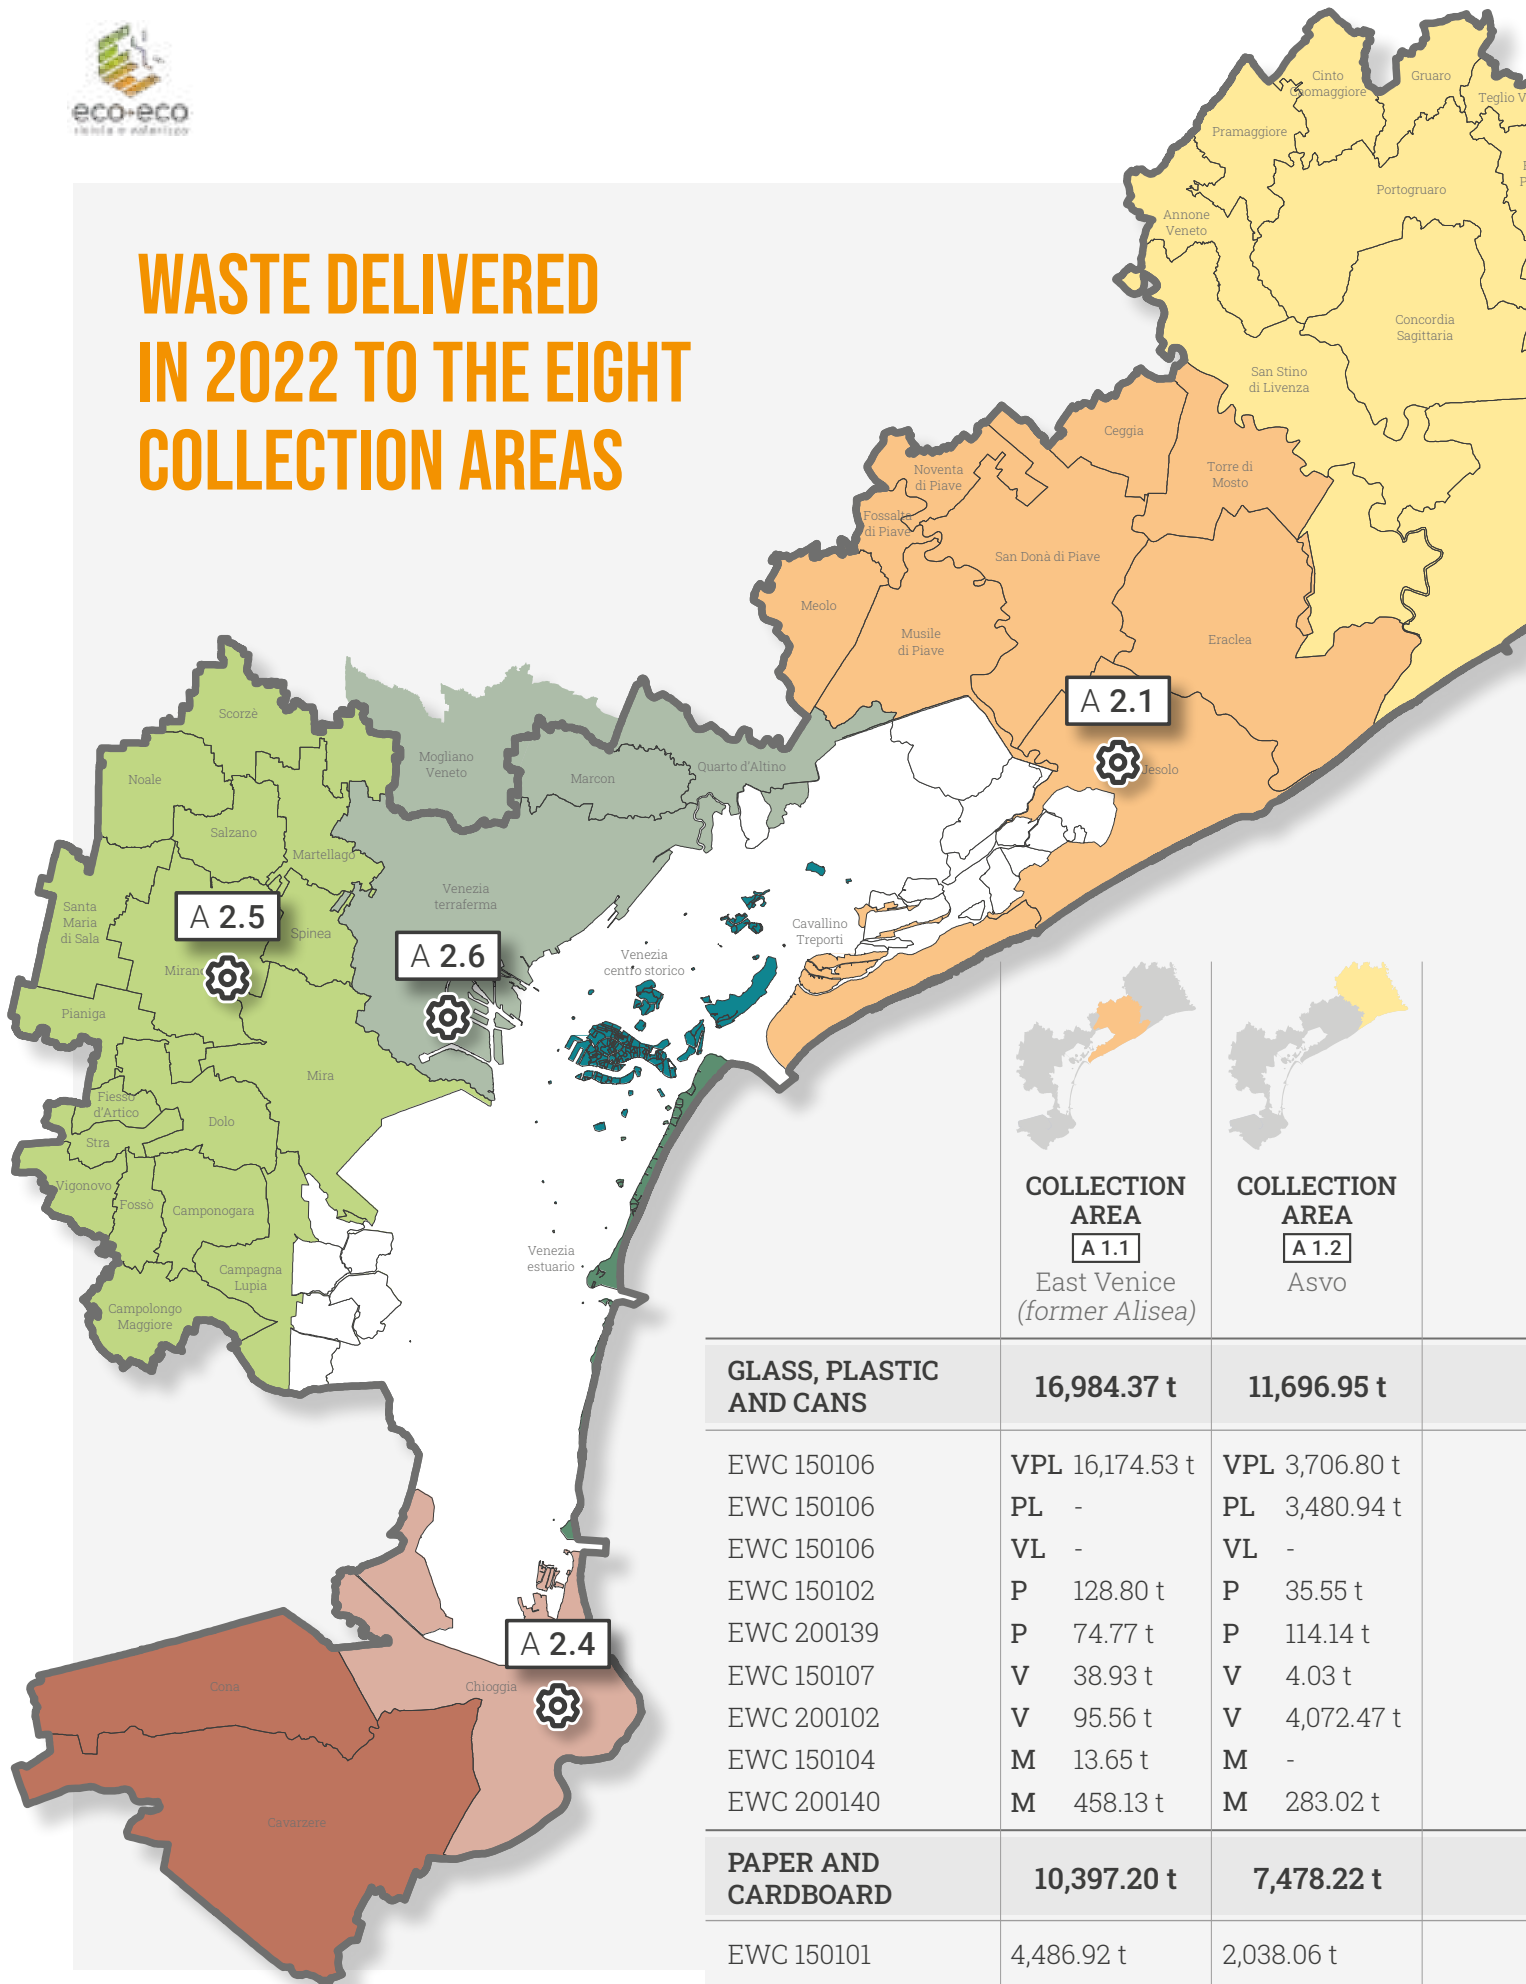 eco+eco
WASTE DELIVERED
IN 2022 TO THE EIGHT
COLLECTION AREAS
Cinto
Caomaggiore
Gruaro
Teglio V
Pramaggiore
Portogruaro
Annone
Veneto
Concordia
Sagittaria
San Stino
di Livenza
Ceggia
Torre di
Mosto
Noventa
di Piave
Fossalta
di Piave
San Donà di Piave
Meolo
Musile
di Piave
Eraclea
A 2.1
Jesolo
Scorzè
Mogliano
Veneto
Marcon
Quarto d'Altino
Noale
Salzano
Martellago
Venezia
terraferma
Santa
Maria
di Sala
A 2.5
Spinea
A 2.6
Mirano
Cavallino
Treporti
Venezia
centro storico
Pianiga
Mira
Fiesso
d'Artico
Dolo
Stra
Vigonovo
Fossò
Camponogara
Campagna
Lupia
Campolongo
Maggiore
Venezia
estuario
A 2.4
Chioggia
Cona
Cavarzere
COLLECTION
AREA
A 1.1
East Venice
(former Alisea)
COLLECTION
AREA
A 1.2
Asvo
GLASS, PLASTIC
AND CANS
16,984.37 t
11,696.95 t
EWC 150106 VPL 16,174.53 t VPL 3,706.80 t
EWC 150106 PL - PL 3,480.94 t
EWC 150106 VL - VL -
EWC 150102 P 128.80 t P 35.55 t
EWC 200139 P 74.77 t P 114.14 t
EWC 150107 V 38.93 t V 4.03 t
EWC 200102 V 95.56 t V 4,072.47 t
EWC 150104 M 13.65 t M -
EWC 200140 M 458.13 t M 283.02 t
PAPER AND
CARDBOARD
10,397.20 t
7,478.22 t
EWC 150101 4,486.92 t 2,038.06 t